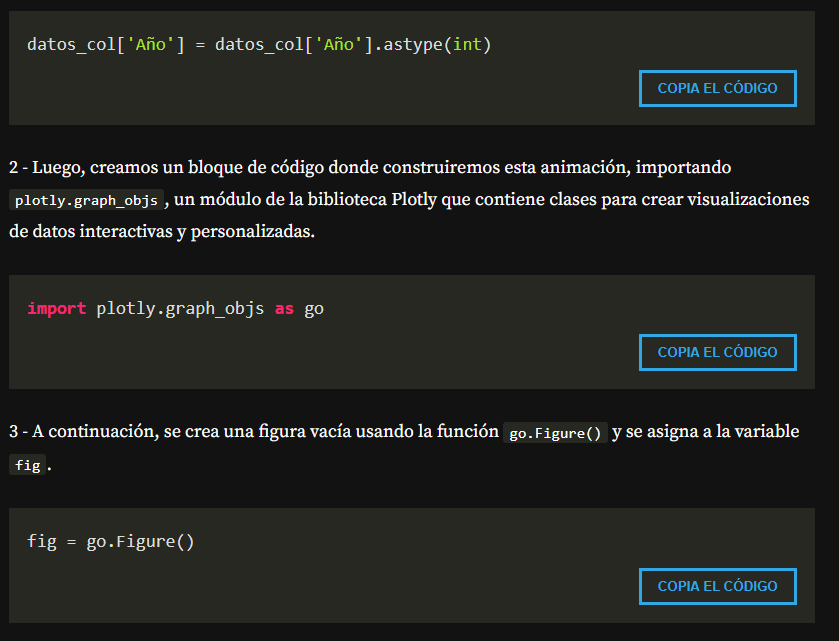 datos_col['Año'] = datos_col['Año'].astype(int)
COPIA EL CÓDIGO
2 - Luego, creamos un bloque de código donde construiremos esta animación, importando
plotly.graph_objs , un módulo de la biblioteca Plotly que contiene clases para crear visualizaciones
de datos interactivas y personalizadas.
import plotly.graph_objs as go
COPIA EL CÓDIGO
3 - A continuación, se crea una figura vacía usando la función go.Figure() y se asigna a la variable
fig .
fig = go.Figure()
COPIA EL CÓDIGO